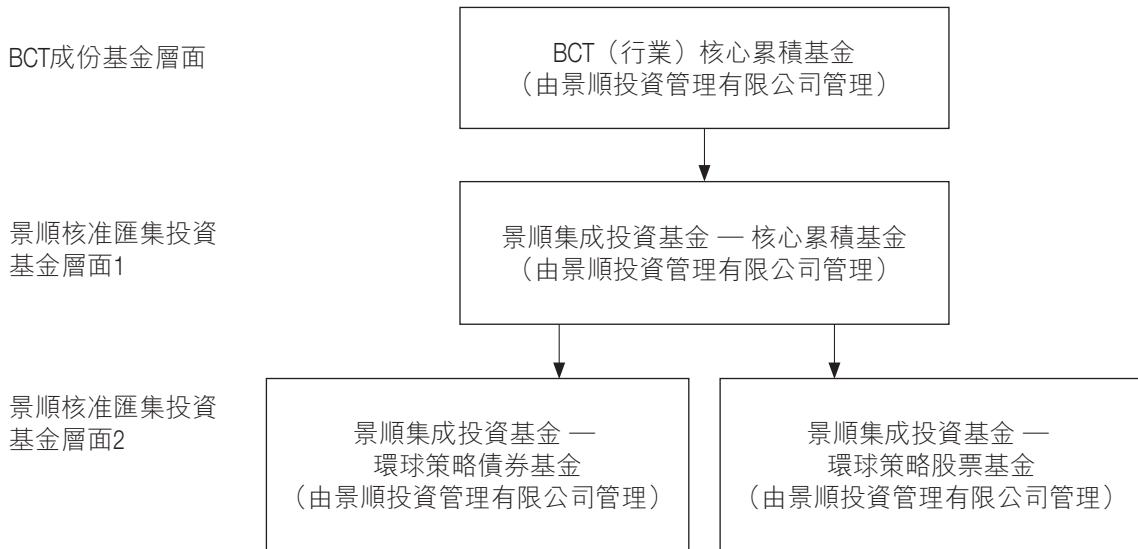 BCT成份基金層面
BCT（行業）核心累積基金
（由景順投資管理有限公司管理）
景順核准匯集投資
基金層面1
景順集成投資基金 — 核心累積基金
（由景順投資管理有限公司管理）
景順核准匯集投資
基金層面2
景順集成投資基金 —
環球策略債券基金
（由景順投資管理有限公司管理）
景順集成投資基金 —
環球策略股票基金
（由景順投資管理有限公司管理）